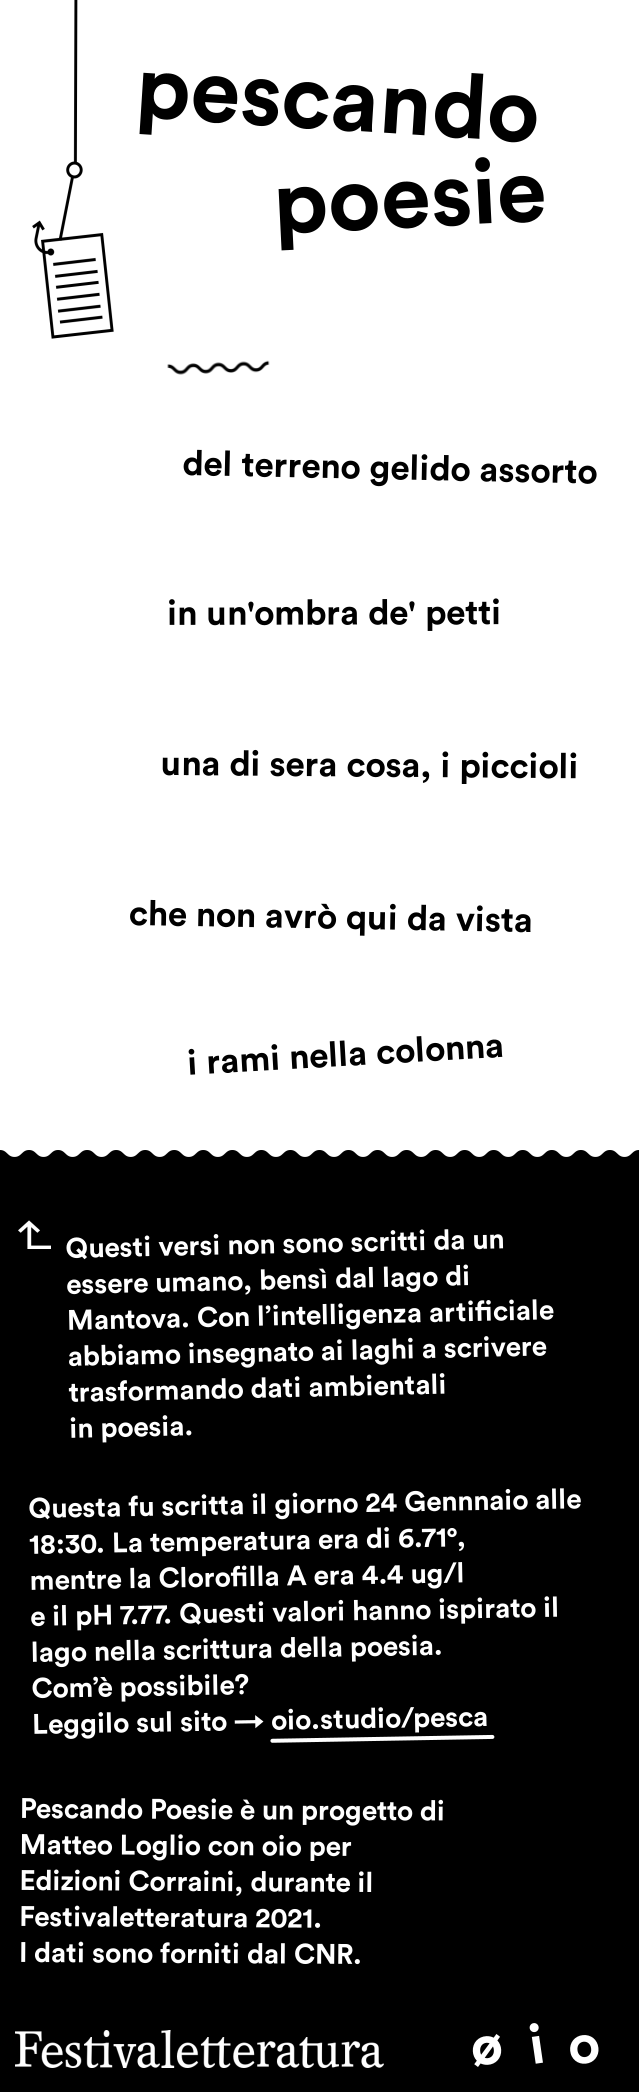 pescando
poesie
del terreno gelido assorto
in un'ombra de' petti
una di sera cosa, i piccioli
che non avrò qui da vista
i rami nella colonna
Questi versi non sono scritti da un
essere umano, bensì dal lago di
Mantova. Con l’intelligenza artificiale
abbiamo insegnato ai laghi a scrivere
trasformando dati ambientali
in poesia.
Questa fu scritta il giorno 24 Gennnaio alle
18:30. La temperatura era di 6.71°,
mentre la Clorofilla A era 4.4 ug/l
e il pH 7.77. Questi valori hanno ispirato il
lago nella scrittura della poesia.
Com’è possibile?
Leggilo sul sito → oio.studio/pesca
Pescando Poesie è un progetto di
Matteo Loglio con oio per
Edizioni Corraini, durante il
Festivaletteratura 2021.
I dati sono forniti dal CNR.
Festivaletteratura ø i o